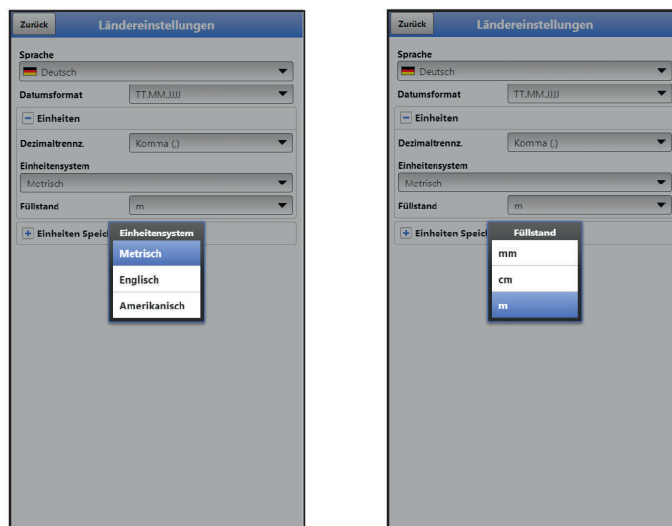 Zurück Ländereinstellungen
Sprache
Deutsch
Datumsformat TT.MM.JJJJ
Einheiten
Dezimaltrennz. Komma (,)
Einheitensystem
Metrisch
Füllstand m
Einheiten Speic
Einheitensystem
Metrisch
Englisch
Amerikanisch
Zurück Ländereinstellungen
Sprache
Deutsch
Datumsformat TT.MM.JJJJ
Einheiten
Dezimaltrennz. Komma (,)
Einheitensystem
Metrisch
Füllstand m
Einheiten Speic
Füllstand
mm
cm
m